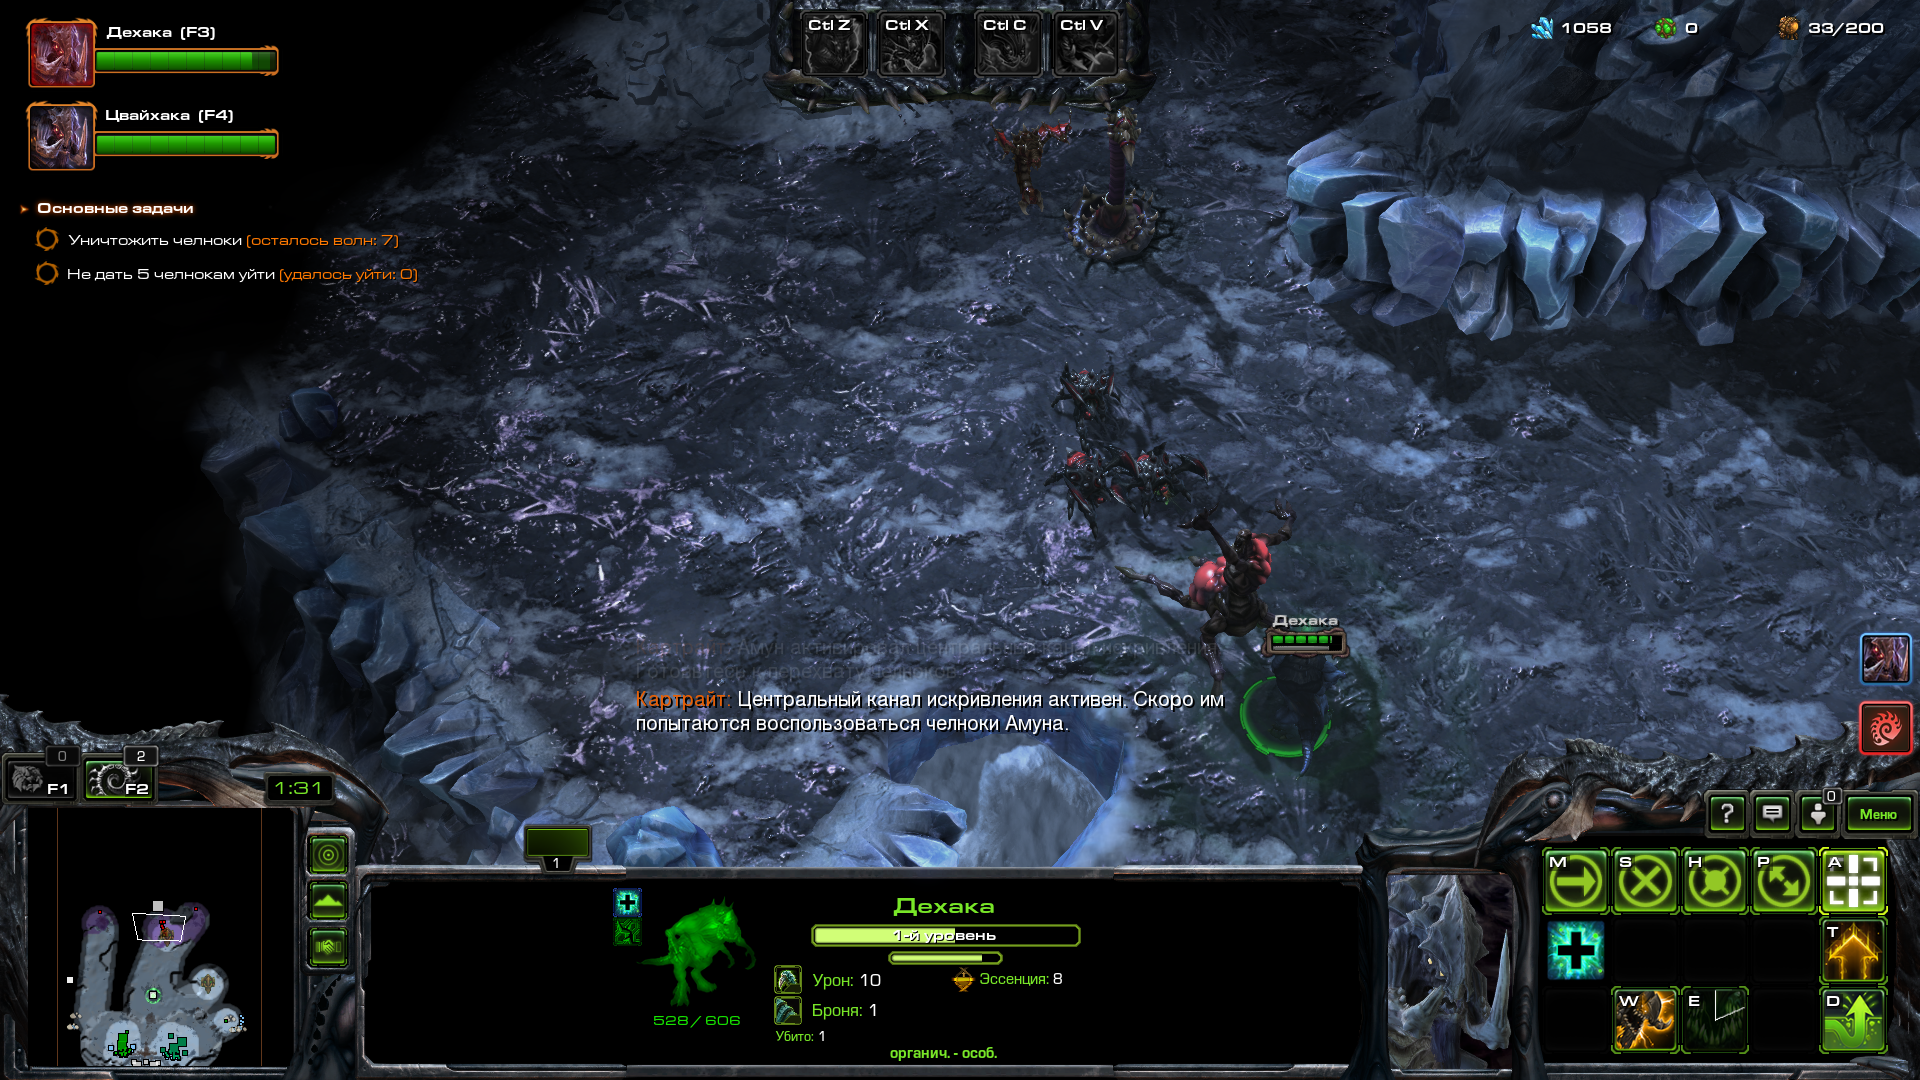 Дехака (F3)
Цвайхака (F4)
Основные задачи
Уничтожить челноки (осталось волн: 7)
Не дать 5 челнокам уйти (удалось уйти: 0)
Ctl Z
Ctl X
Ctl C
Ctl V
1058
0
33/200
Дехака
Картрайт: Центральный канал искривления активен. Скоро им
попытаются воспользоваться челноки Амуна.
0
F1
2
F2
1:31
1
Дехака
1-й уровень
Урон: 10
Эссенция: 8
Броня: 1
Убито: 1
528/606
органич. - особ.
?
0
Меню
M
S
H
P
A
T
W
E
D